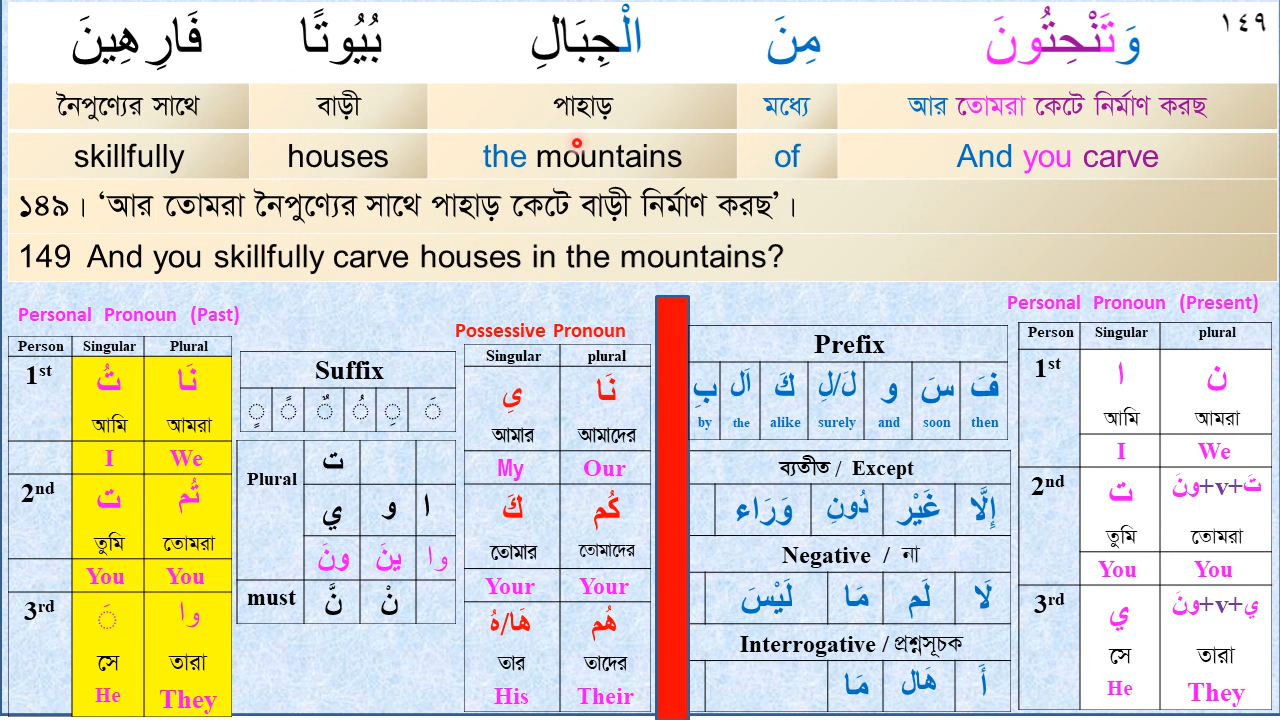 وَتَنْحِتُونَ مِنَ الْجِبَالِ بُيُوتًا فَارِهِينَ ١٤٩
নৈপুণ্যের সাথে বাড়ী পাহাড় মধ্যে আর তোমরা কেটে নির্মাণ করছ
skillfully houses the mountains of And you carve
১৪৯। ‘আর তোমরা নৈপুণ্যের সাথে পাহাড় কেটে বাড়ী নির্মাণ করছ’।
149 And you skillfully carve houses in the mountains?
Personal Pronoun (Past)
Person Singular Plural
1st تُ نَا
আমি আমরা
I We
2nd ت تُم
তুমি তোমরা
You You
3rd َ وا
সে তারা
He They
Suffix
ٍ ً ٌ ُ ِ َ
Plural ت
ي و ا
ونَ ينَ وا
must نَّ نْ
Possessive Pronoun
Singular plural
يِ نَا
আমার আমাদের
My Our
كَ كُم
তোমার তোমাদের
Your Your
هَا/هُ هُم
তার তাদের
His Their
Prefix
بِ اَل كَ لَ/لِ و سَ فَ
by the alike surely and soon then
ব্যতীত / Except
وَرَاء دُونِ غَيْر إِلَّا
Negative / না
لَيْسَ مَا لَم لَا
Interrogative / প্রশ্নসূচক
مَا هَال أَ
Personal Pronoun (Present)
Person Singular plural
1st ا ن
আমি আমরা
I We
2nd ت تَ+v+ونَ
তুমি তোমরা
You You
3rd ي ي+v+ونَ
সে তারা
He They